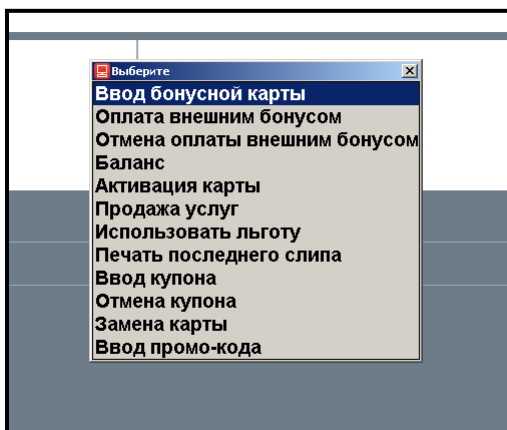 Выберите
Ввод бонусной карты
Оплата внешним бонусом
Отмена оплаты внешним бонусом
Баланс
Активация карты
Продажа услуг
Использовать льготу
Печать последнего слипа
Ввод купона
Отмена купона
Замена карты
Ввод промо-кода